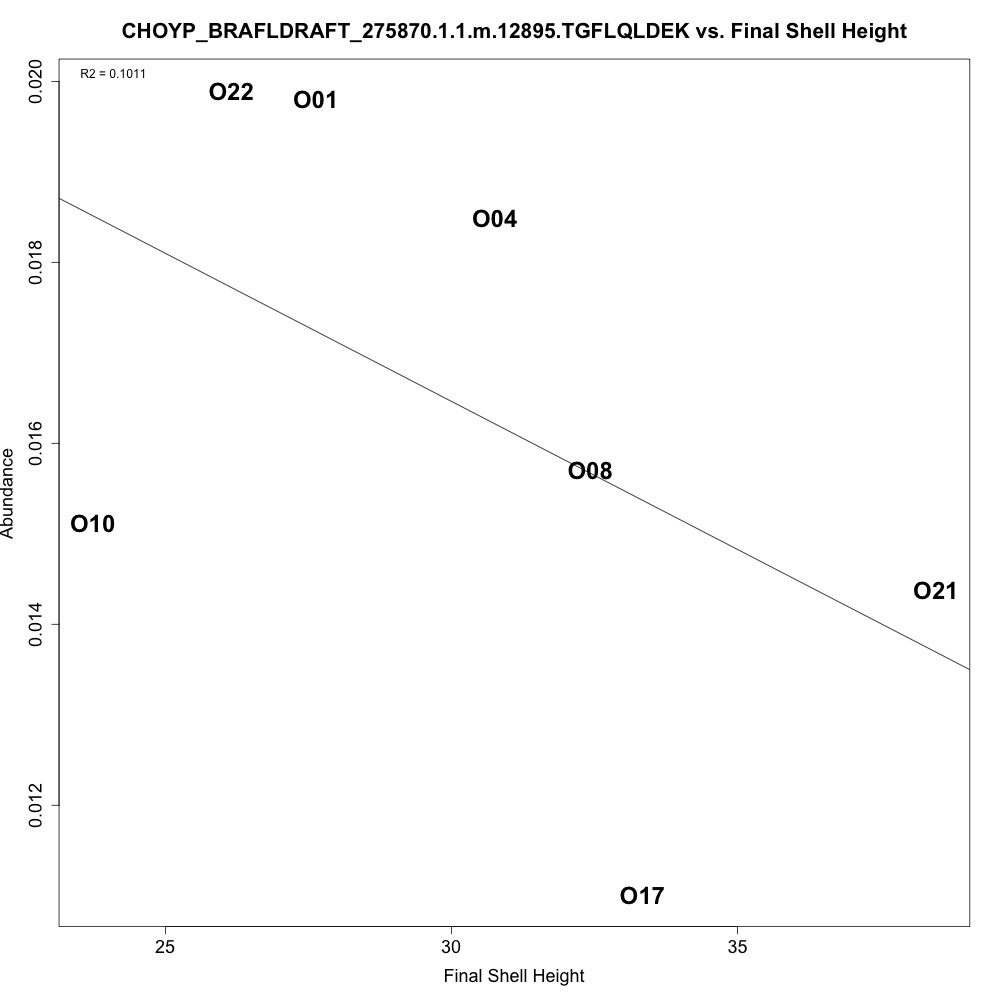 CHOYP_BRAFLDRAFT_275870.1.1.m.12895.TGFLQLDEK vs. Final Shell Height
R2 = 0.1011
0.020
0.018
0.016
0.014
0.012
Abundance
O22
O01
O04
O08
O10
O21
O17
25
30
35
Final Shell Height